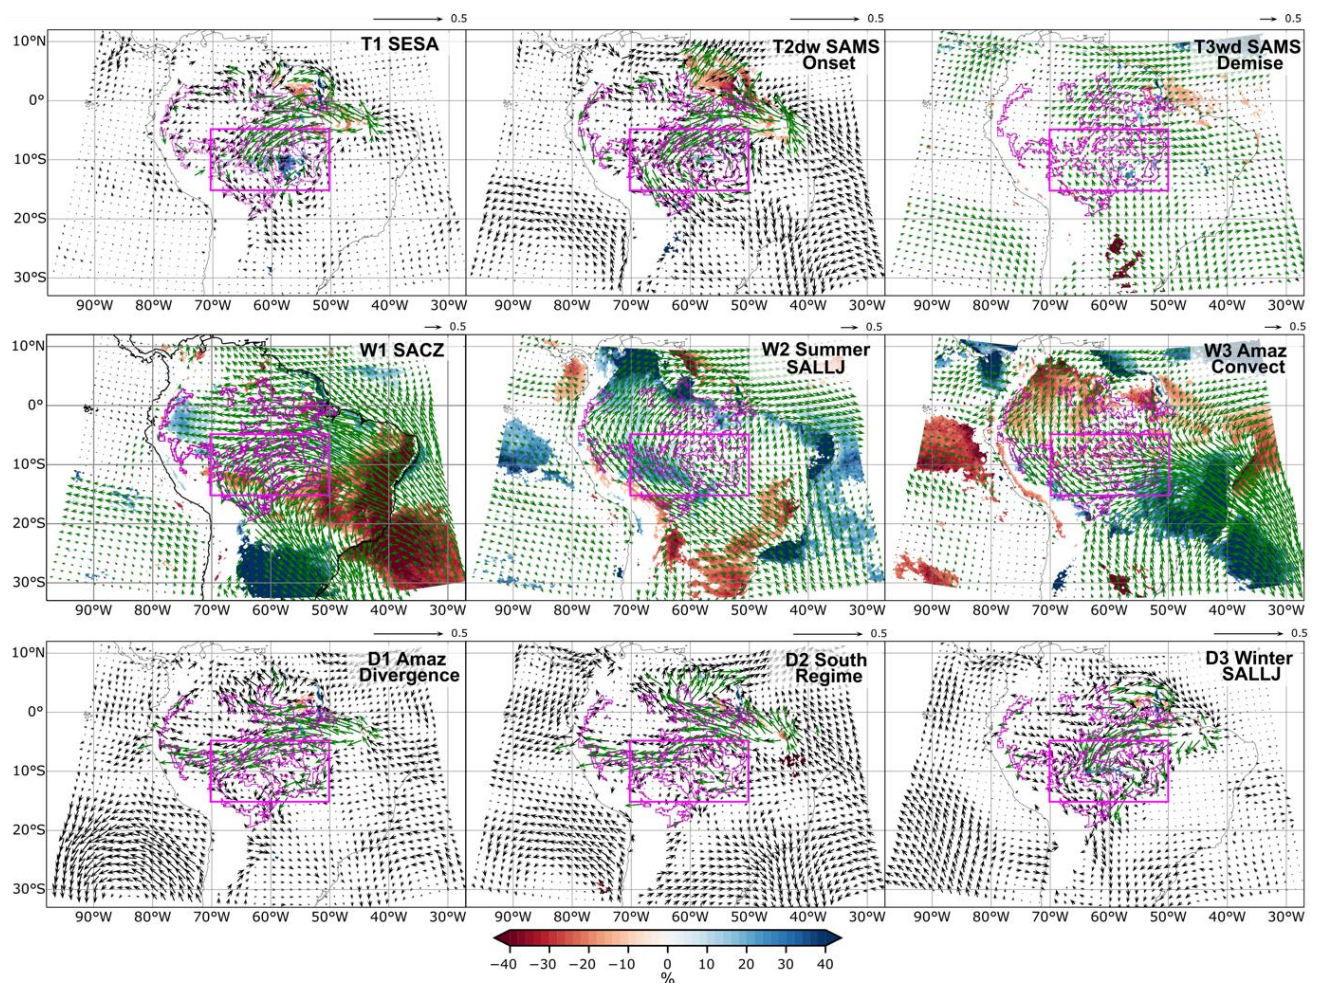 0.5 0.5 0.5
10°N T1 SESA T2dw SAMS T3wd SAMS
Onset Demise
0°
10°S
20°S
30°S
90°W 80°W 70°W 60°W 50°W 40°W 30°W 90°W 80°W 70°W 60°W 50°W 40°W 30°W 90°W 80°W 70°W 60°W 50°W 40°W 30°W
0.5 0.5 0.5
10°N W1 SACZ W2 Summer W3 Amaz
SALLJ Convect
0°
10°S
20°S
30°S
90°W 80°W 70°W 60°W 50°W 40°W 30°W 90°W 80°W 70°W 60°W 50°W 40°W 30°W 90°W 80°W 70°W 60°W 50°W 40°W 30°W
0.5 0.5 0.5
10°N D1 Amaz D2 South D3 Winter
Divergence Regime SALLJ
0°
10°S
20°S
30°S
90°W 80°W 70°W 60°W 50°W 40°W 30°W 90°W 80°W 70°W 60°W 50°W 40°W 30°W 90°W 80°W 70°W 60°W 50°W 40°W 30°W
−40 −30 −20 −10 0 10 20 30 40
%